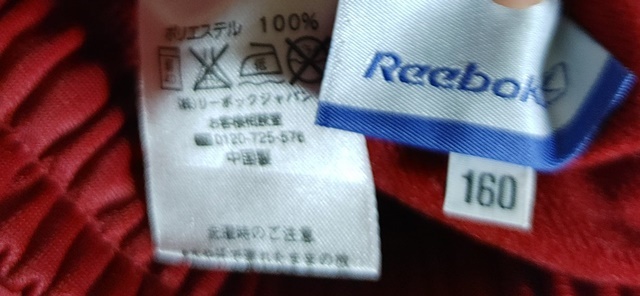 ポリエステル 100%
(株)リーボックジャパン
お客様相談室
☎0120-725-576
中国製
お洗濯時のご注意
Reebok
160